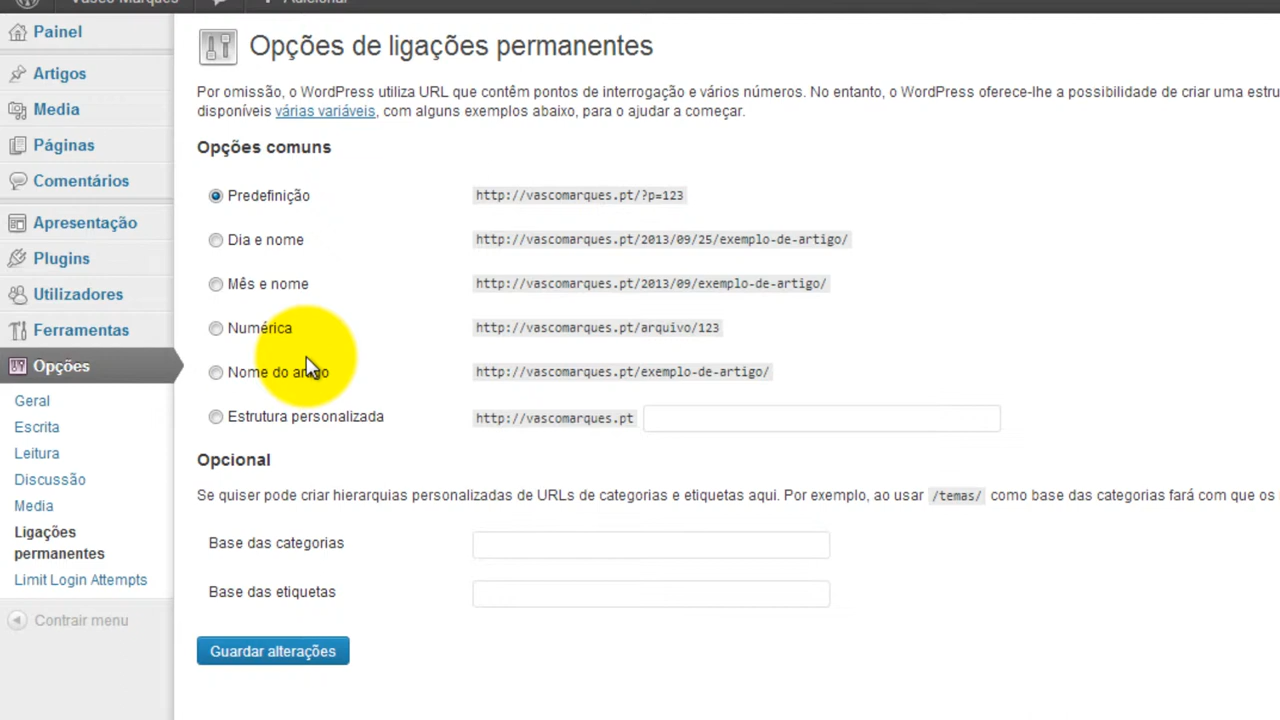 Vasco Marques
Adicionar
Painel
Artigos
Media
Páginas
Comentários
Apresentação
Plugins
Utilizadores
Ferramentas
Opções
Geral
Escrita
Leitura
Discussão
Media
Ligações
permanentes
Limit Login Attempts
Contrair menu
Opções de ligações permanentes
Por omissão, o WordPress utiliza URL que contêm pontos de interrogação e vários números. No entanto, o WordPress oferece-lhe a possibilidade de criar uma estru
disponíveis várias variáveis, com alguns exemplos abaixo, para o ajudar a começar.
Opções comuns
Predefinição http://vascomarques.pt/?p=123
Dia e nome http://vascomarques.pt/2013/09/25/exemplo-de-artigo/
Mês e nome http://vascomarques.pt/2013/09/exemplo-de-artigo/
Numérica http://vascomarques.pt/arquivo/123
Nome do artigo http://vascomarques.pt/exemplo-de-artigo/
Estrutura personalizada http://vascomarques.pt
Opcional
Se quiser pode criar hierarquias personalizadas de URLs de categorias e etiquetas aqui. Por exemplo, ao usar /temas/ como base das categorias fará com que os
Base das categorias
Base das etiquetas
Guardar alterações